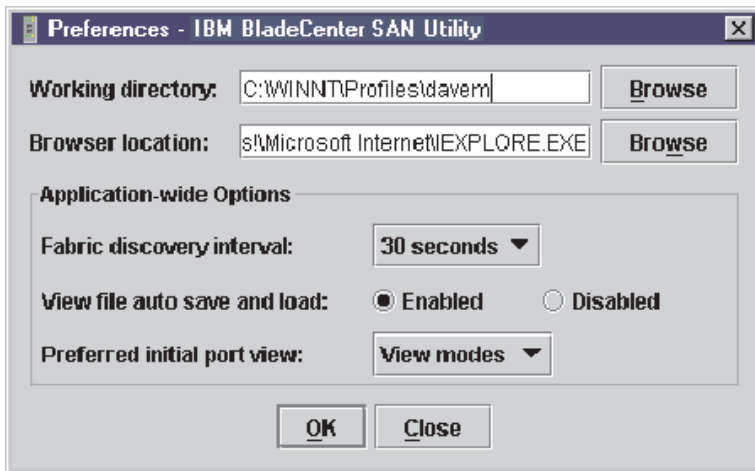 Preferences - IBM BladeCenter SAN Utility
Working directory: C:\WINNT\Profiles\davem Browse
Browser location: s!\Microsoft Internet\IEXPLORE.EXE Browse
Application-wide Options
Fabric discovery interval: 30 seconds
View file auto save and load: Enabled Disabled
Preferred initial port view: View modes
OK Close